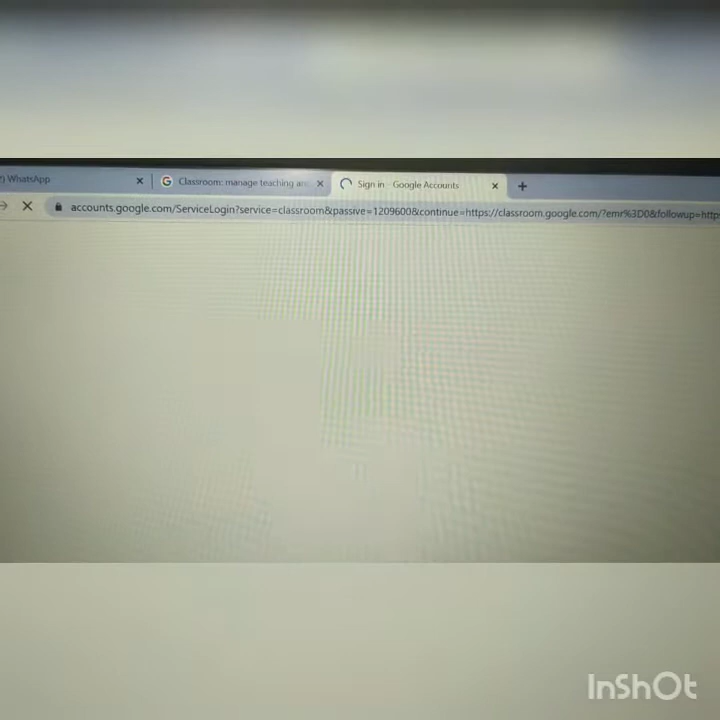 WhatsApp
Classroom: manage teaching an
Sign in - Google Accounts
accounts.google.com/ServiceLogin?service=classroom&passive=1209600&continue=https://classroom.google.com/?emr%3D0&followup=http
InShOt